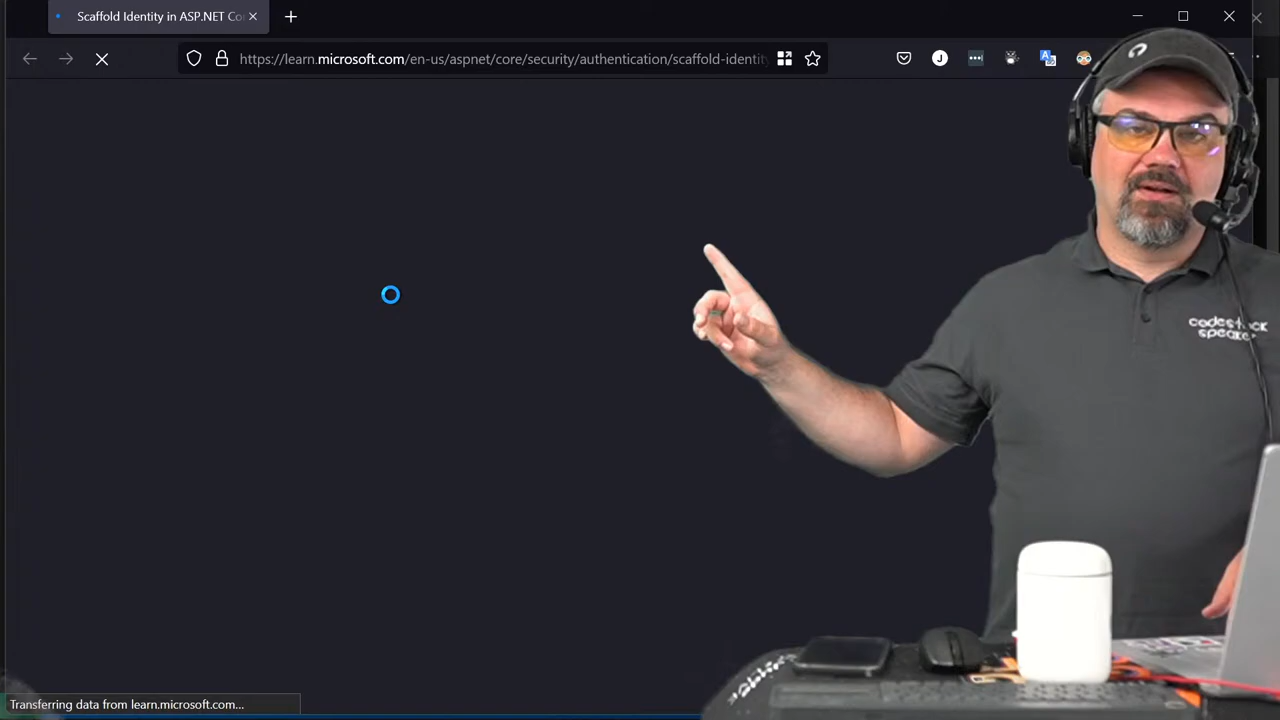 Scaffold Identity in ASP.NET Co
https://learn.microsoft.com/en-us/aspnet/core/security/authentication/scaffold-identity
codestock
speaker
Transferring data from learn.microsoft.com...